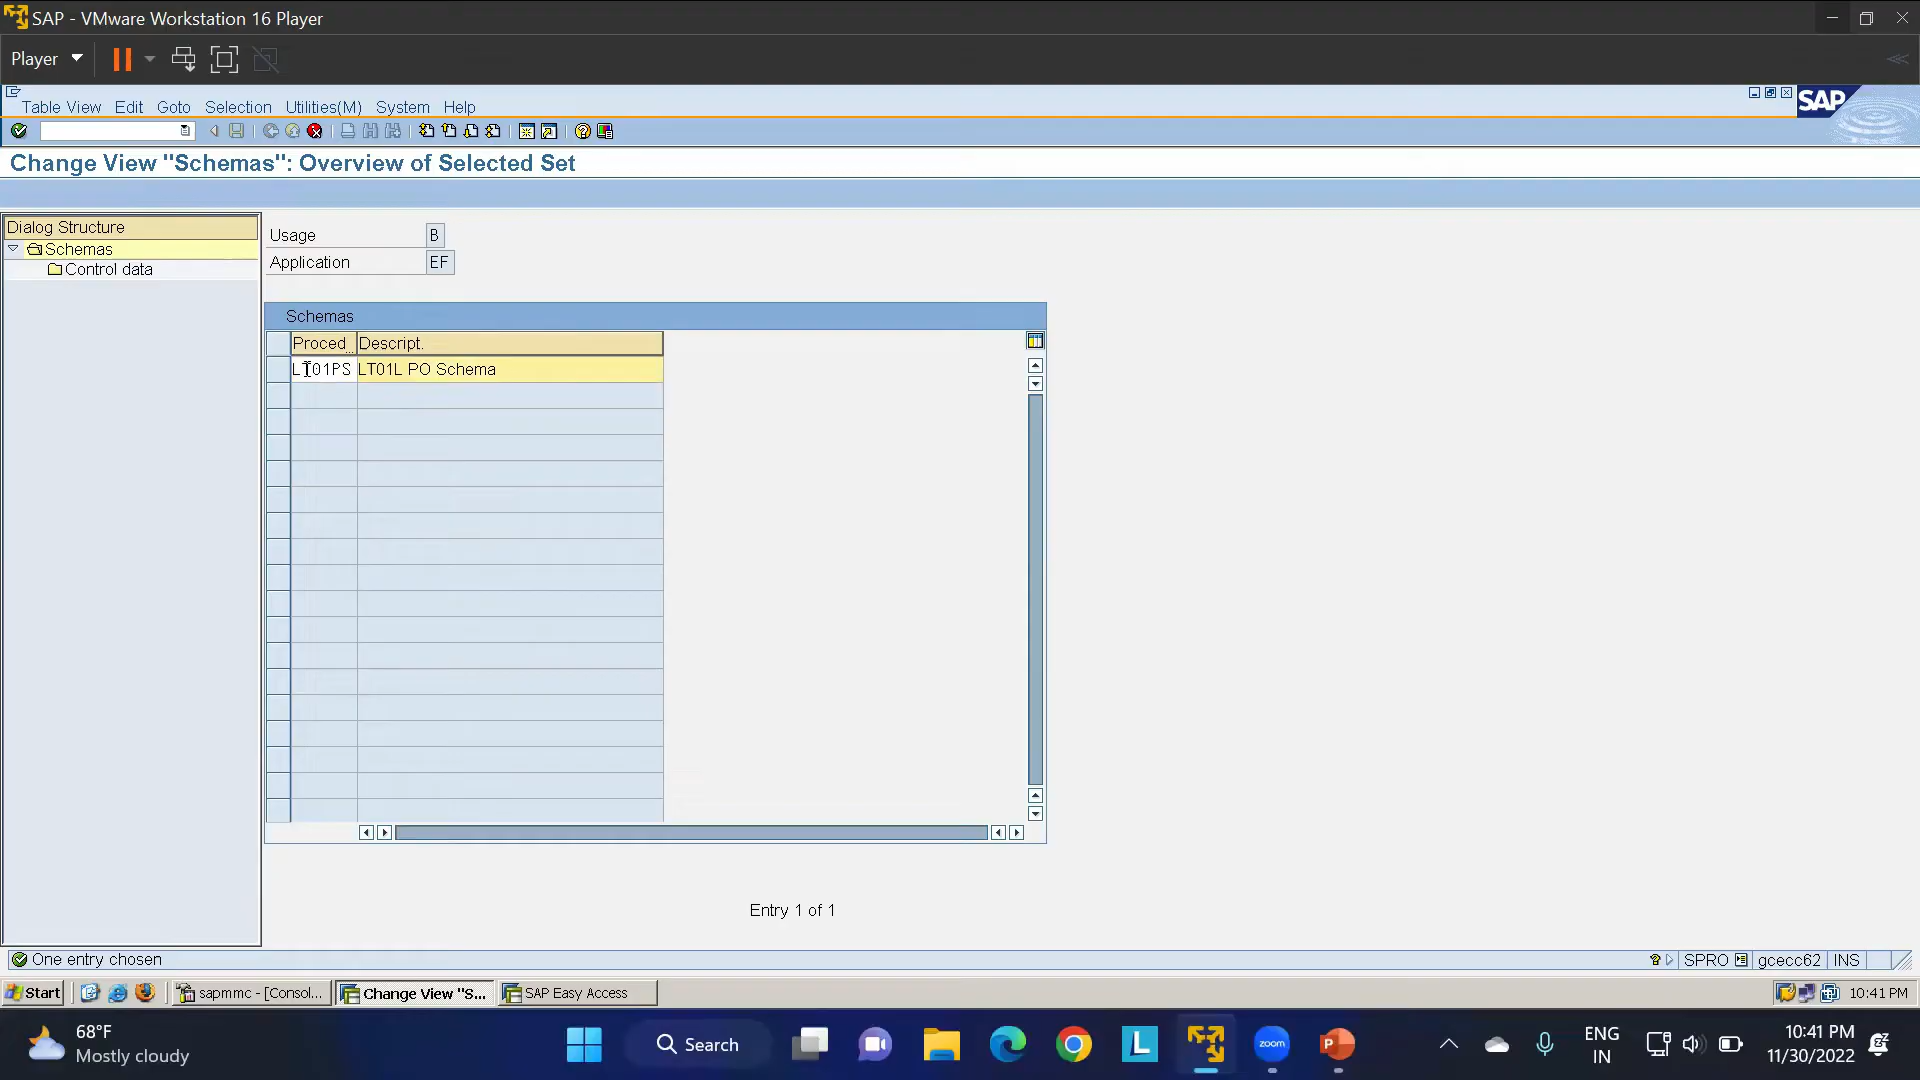 SAP - VMware Workstation 16 Player
Player
Table View Edit Goto Selection Utilities(M) System Help
SAP
Change View "Schemas": Overview of Selected Set
Dialog Structure
Schemas
Control data
Usage B
Application EF
Schemas
Proced... Descript.
LT01PS LT01L PO Schema
Entry 1 of 1
One entry chosen
SPRO gcecc62 INS
Start sapmmc - [Consol... Change View "S... SAP Easy Access 10:41 PM
68°F
Mostly cloudy
Search
L
zoom
P
ENG
IN
10:41 PM
11/30/2022